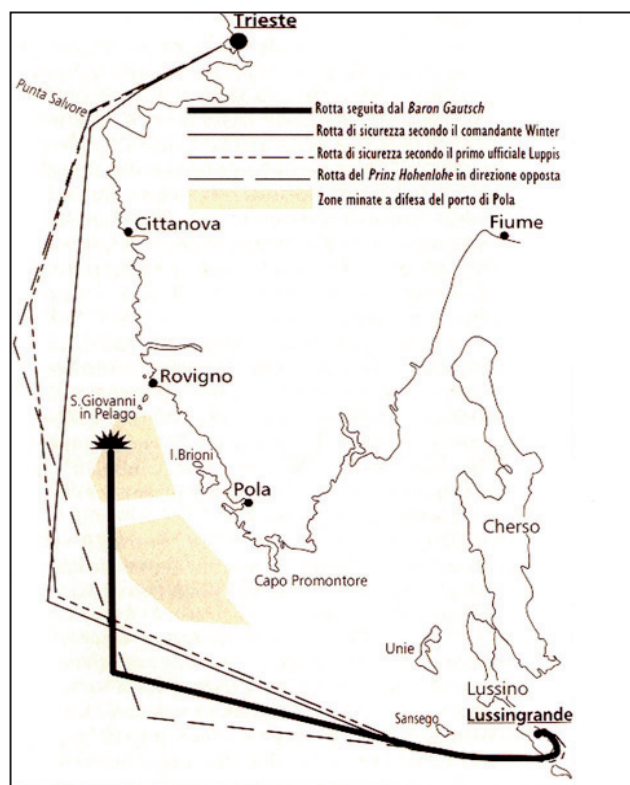 Trieste
Punta Salvore
Rotta seguita dal Baron Gautsch
Rotta di sicurezza secondo il comandante Winter
Rotta di sicurezza secondo il primo ufficiale Luppis
Rotta del Prinz Hohenlohe in direzione opposta
Zone minate a difesa del porto di Pola
Cittanova
Fiume
Rovigno
S.Giovanni
in Pelago
I.Brioni
Pola
Cherso
Capo Promontore
Unie
Lussino
Sansego
Lussingrande